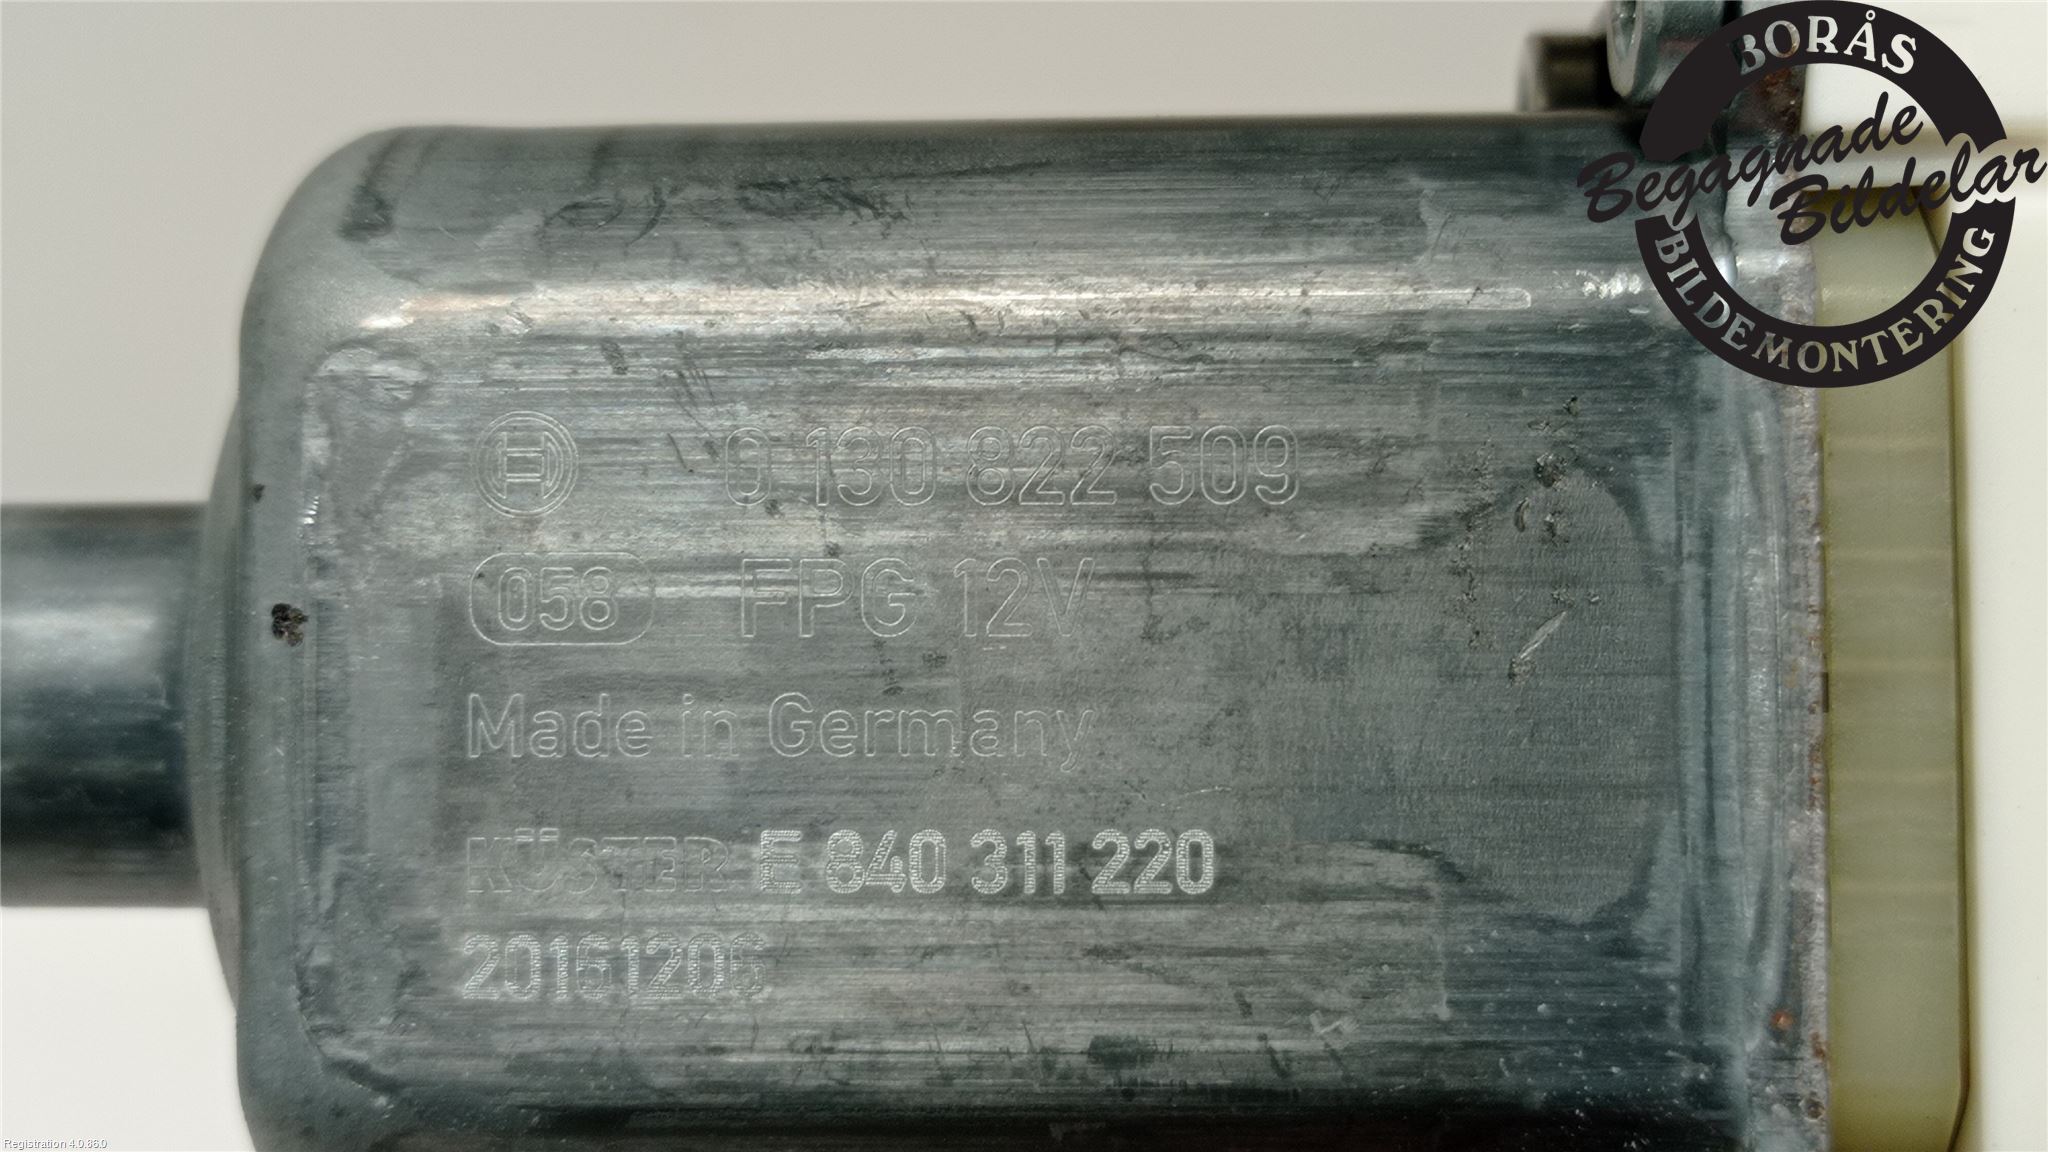 BORÅS
Begagnade
Bildelar
BILDEMONTERING
0 130 822 509
058 FPG 12V
Made in Germany
KÜSTER E 840 311 220
20161206
Registration 4.0.86.0